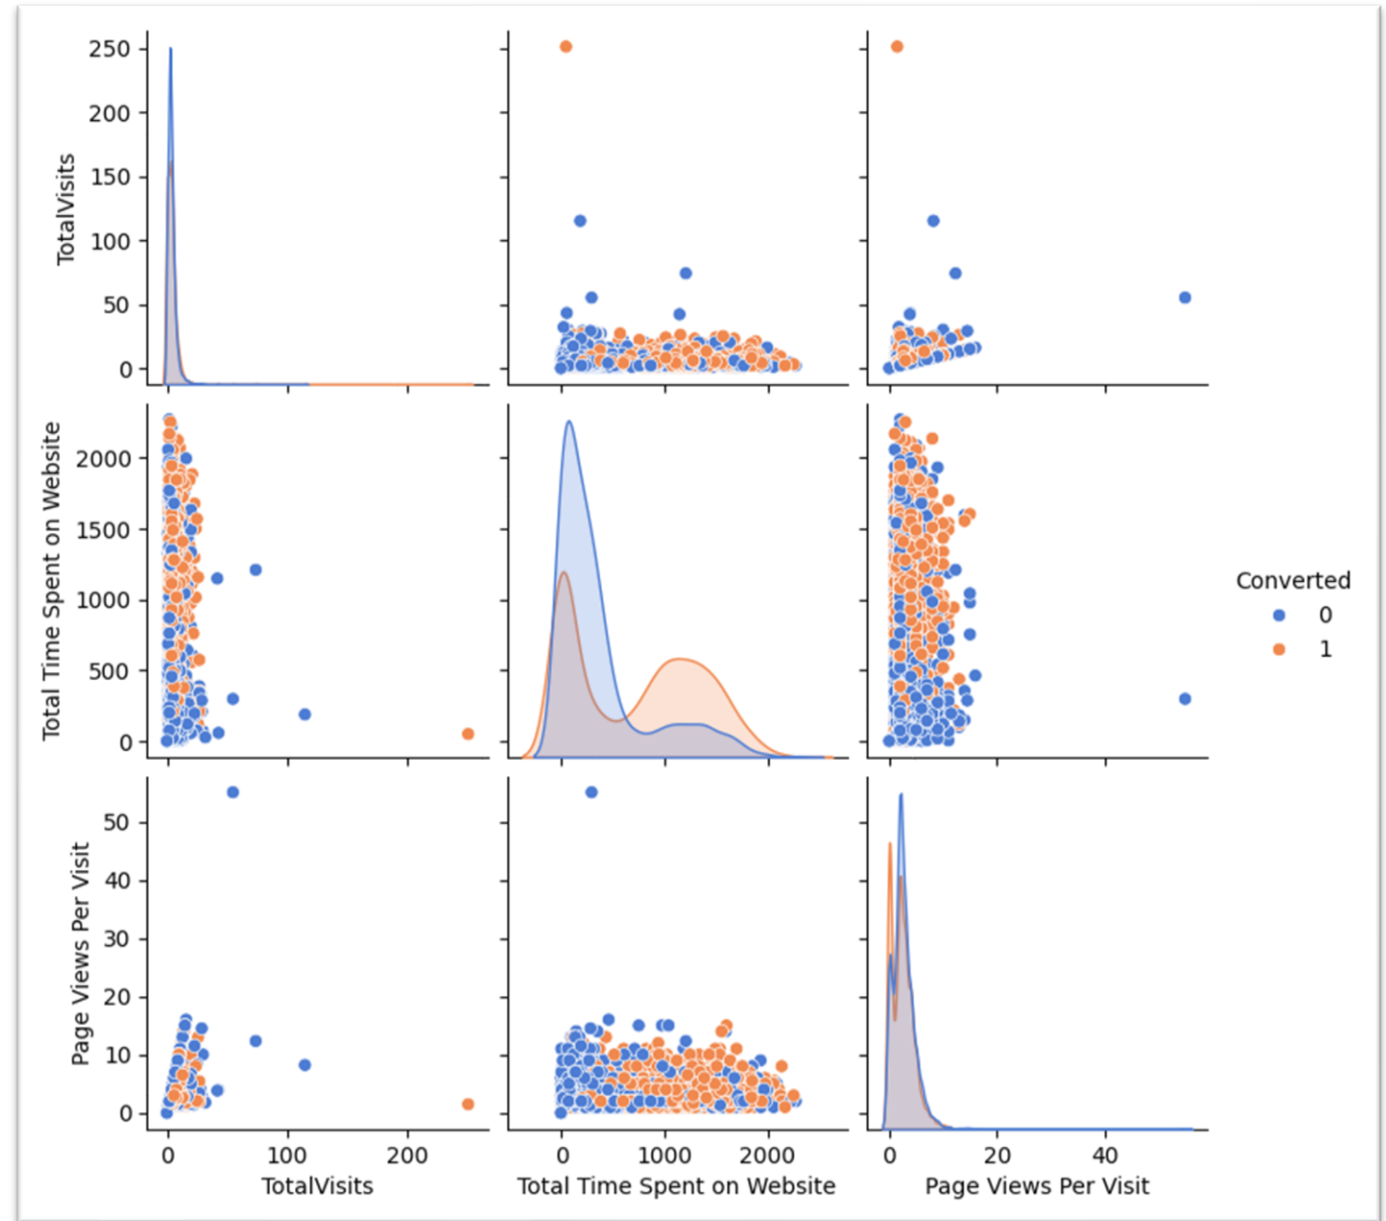 250
200
150
100
50
0
TotalVisits
2000
1500
1000
500
0
Total Time Spent on Website
Converted
0
1
50
40
30
20
10
0
Page Views Per Visit
0 100 200
0 1000 2000
0 20 40
TotalVisits
Total Time Spent on Website
Page Views Per Visit